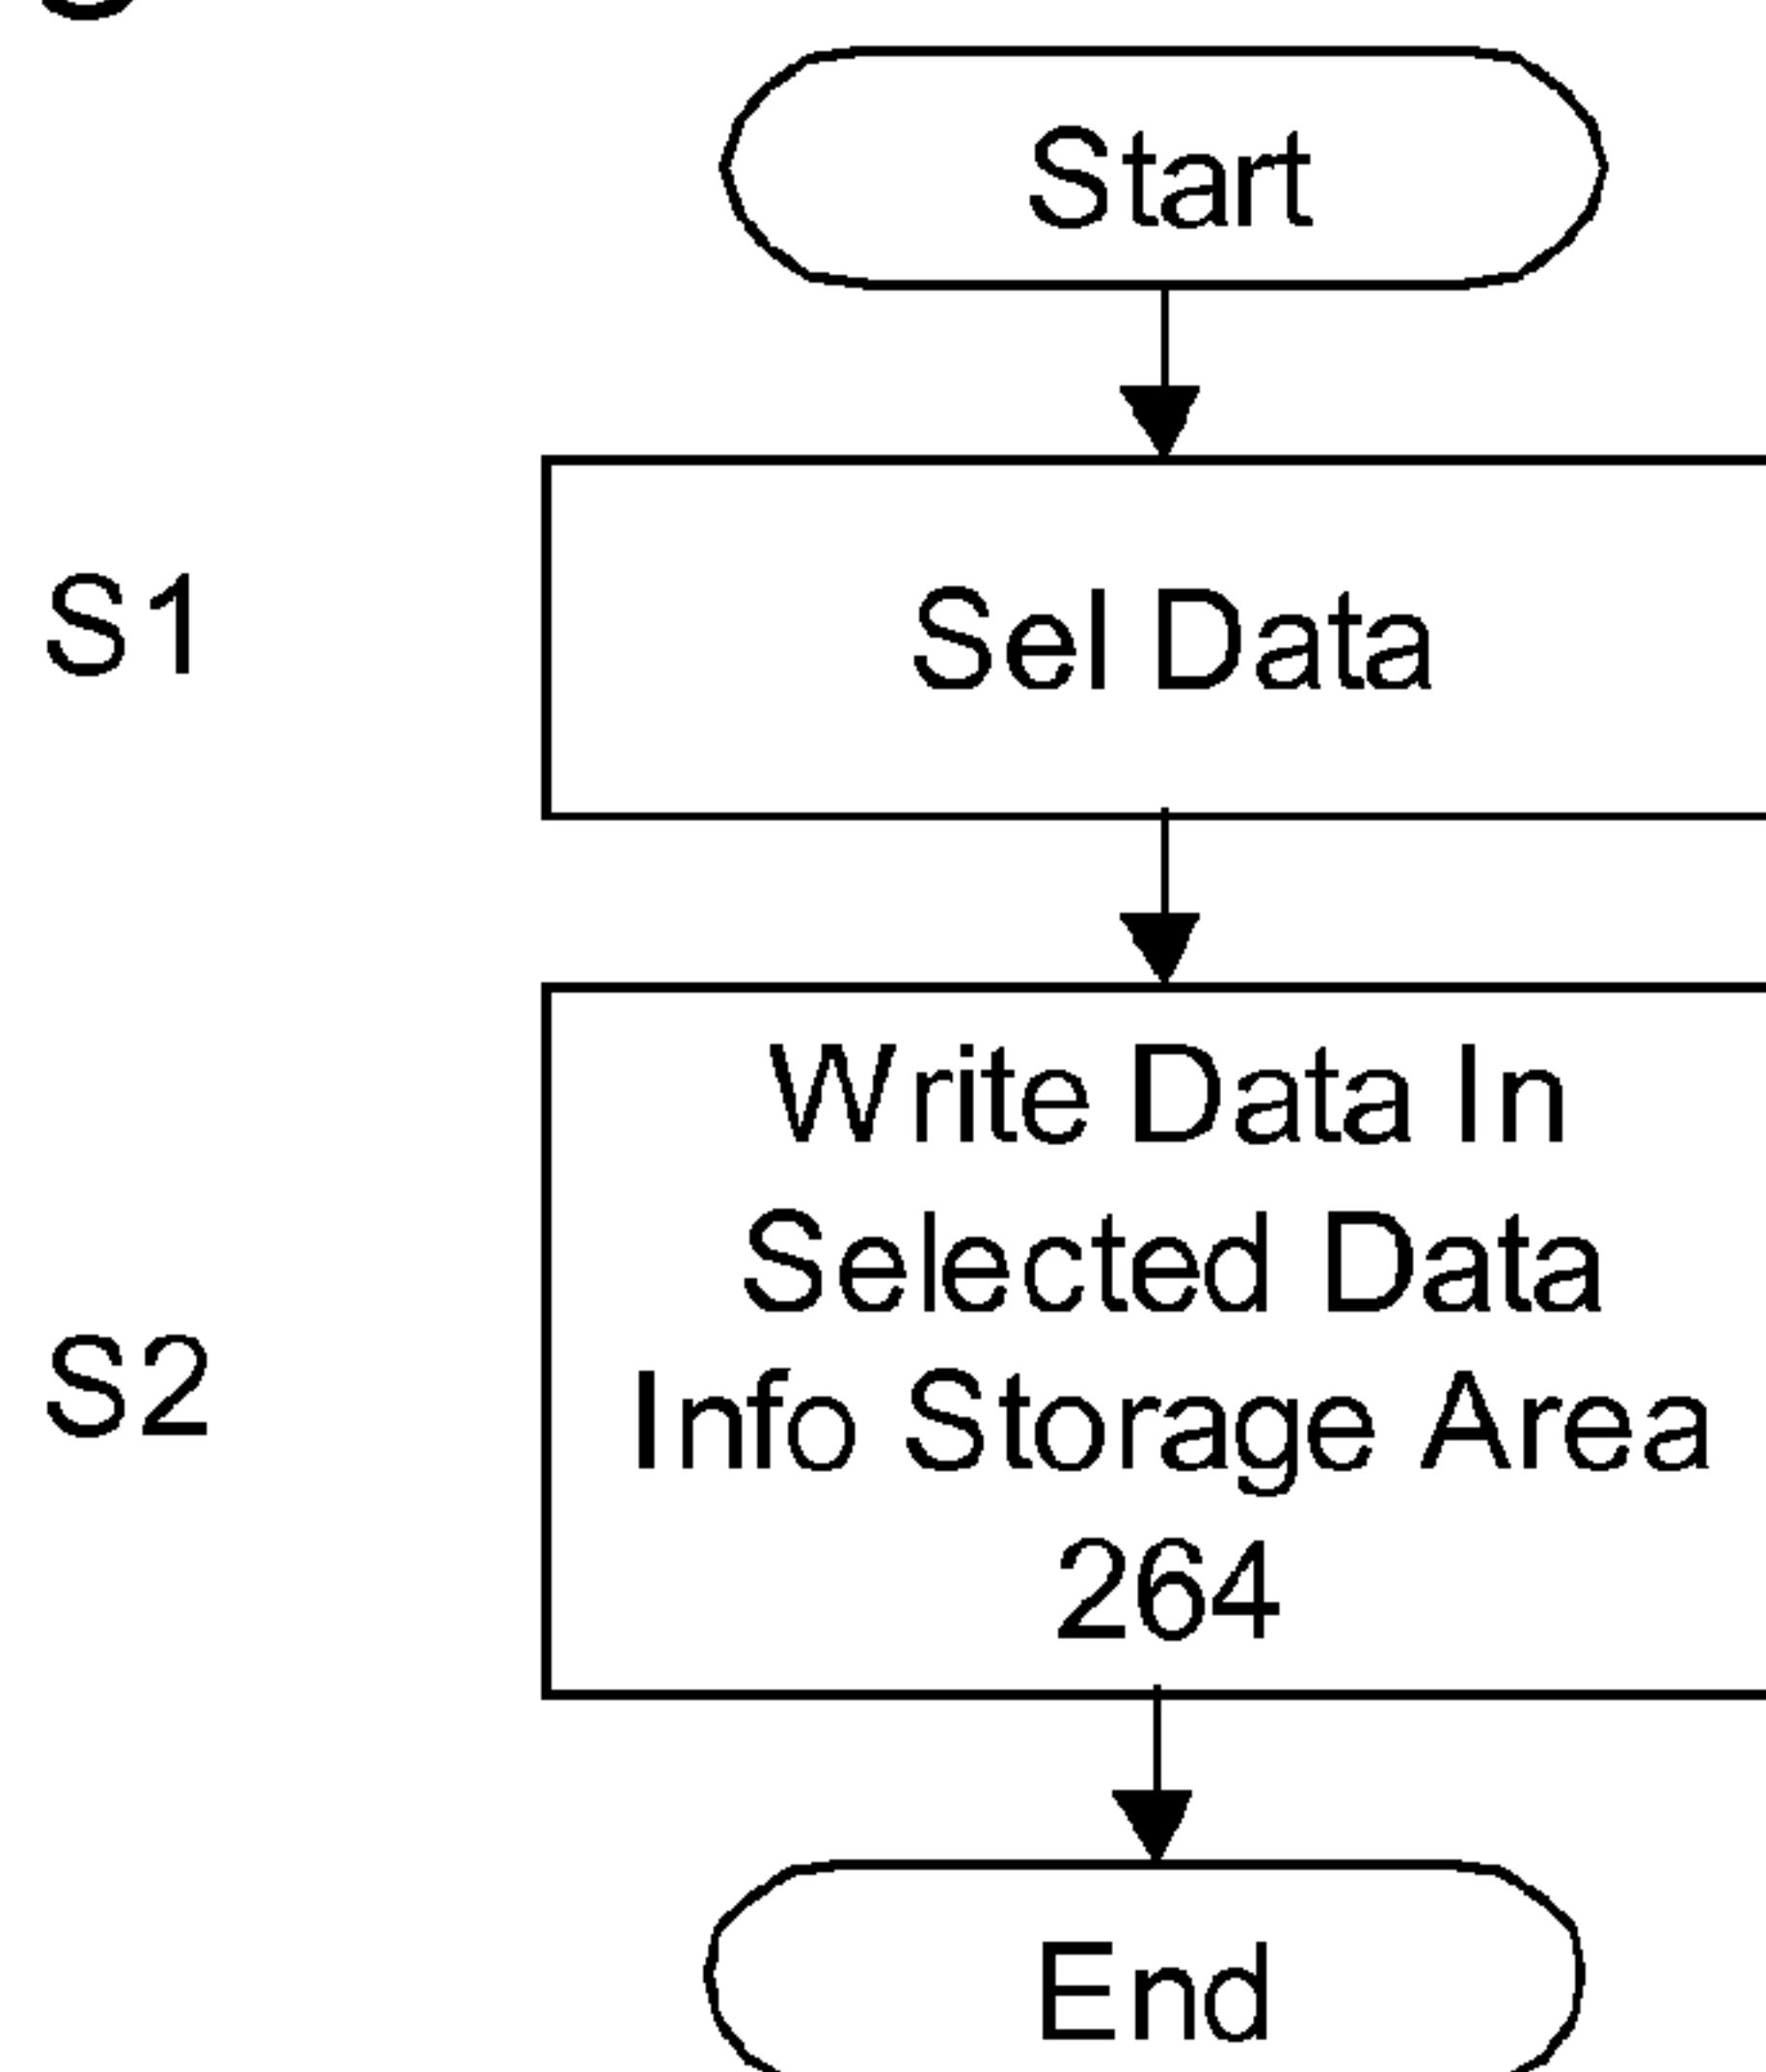 Start
S1
Sel Data
Write Data In
Selected Data
Info Storage Area
S2
264
End